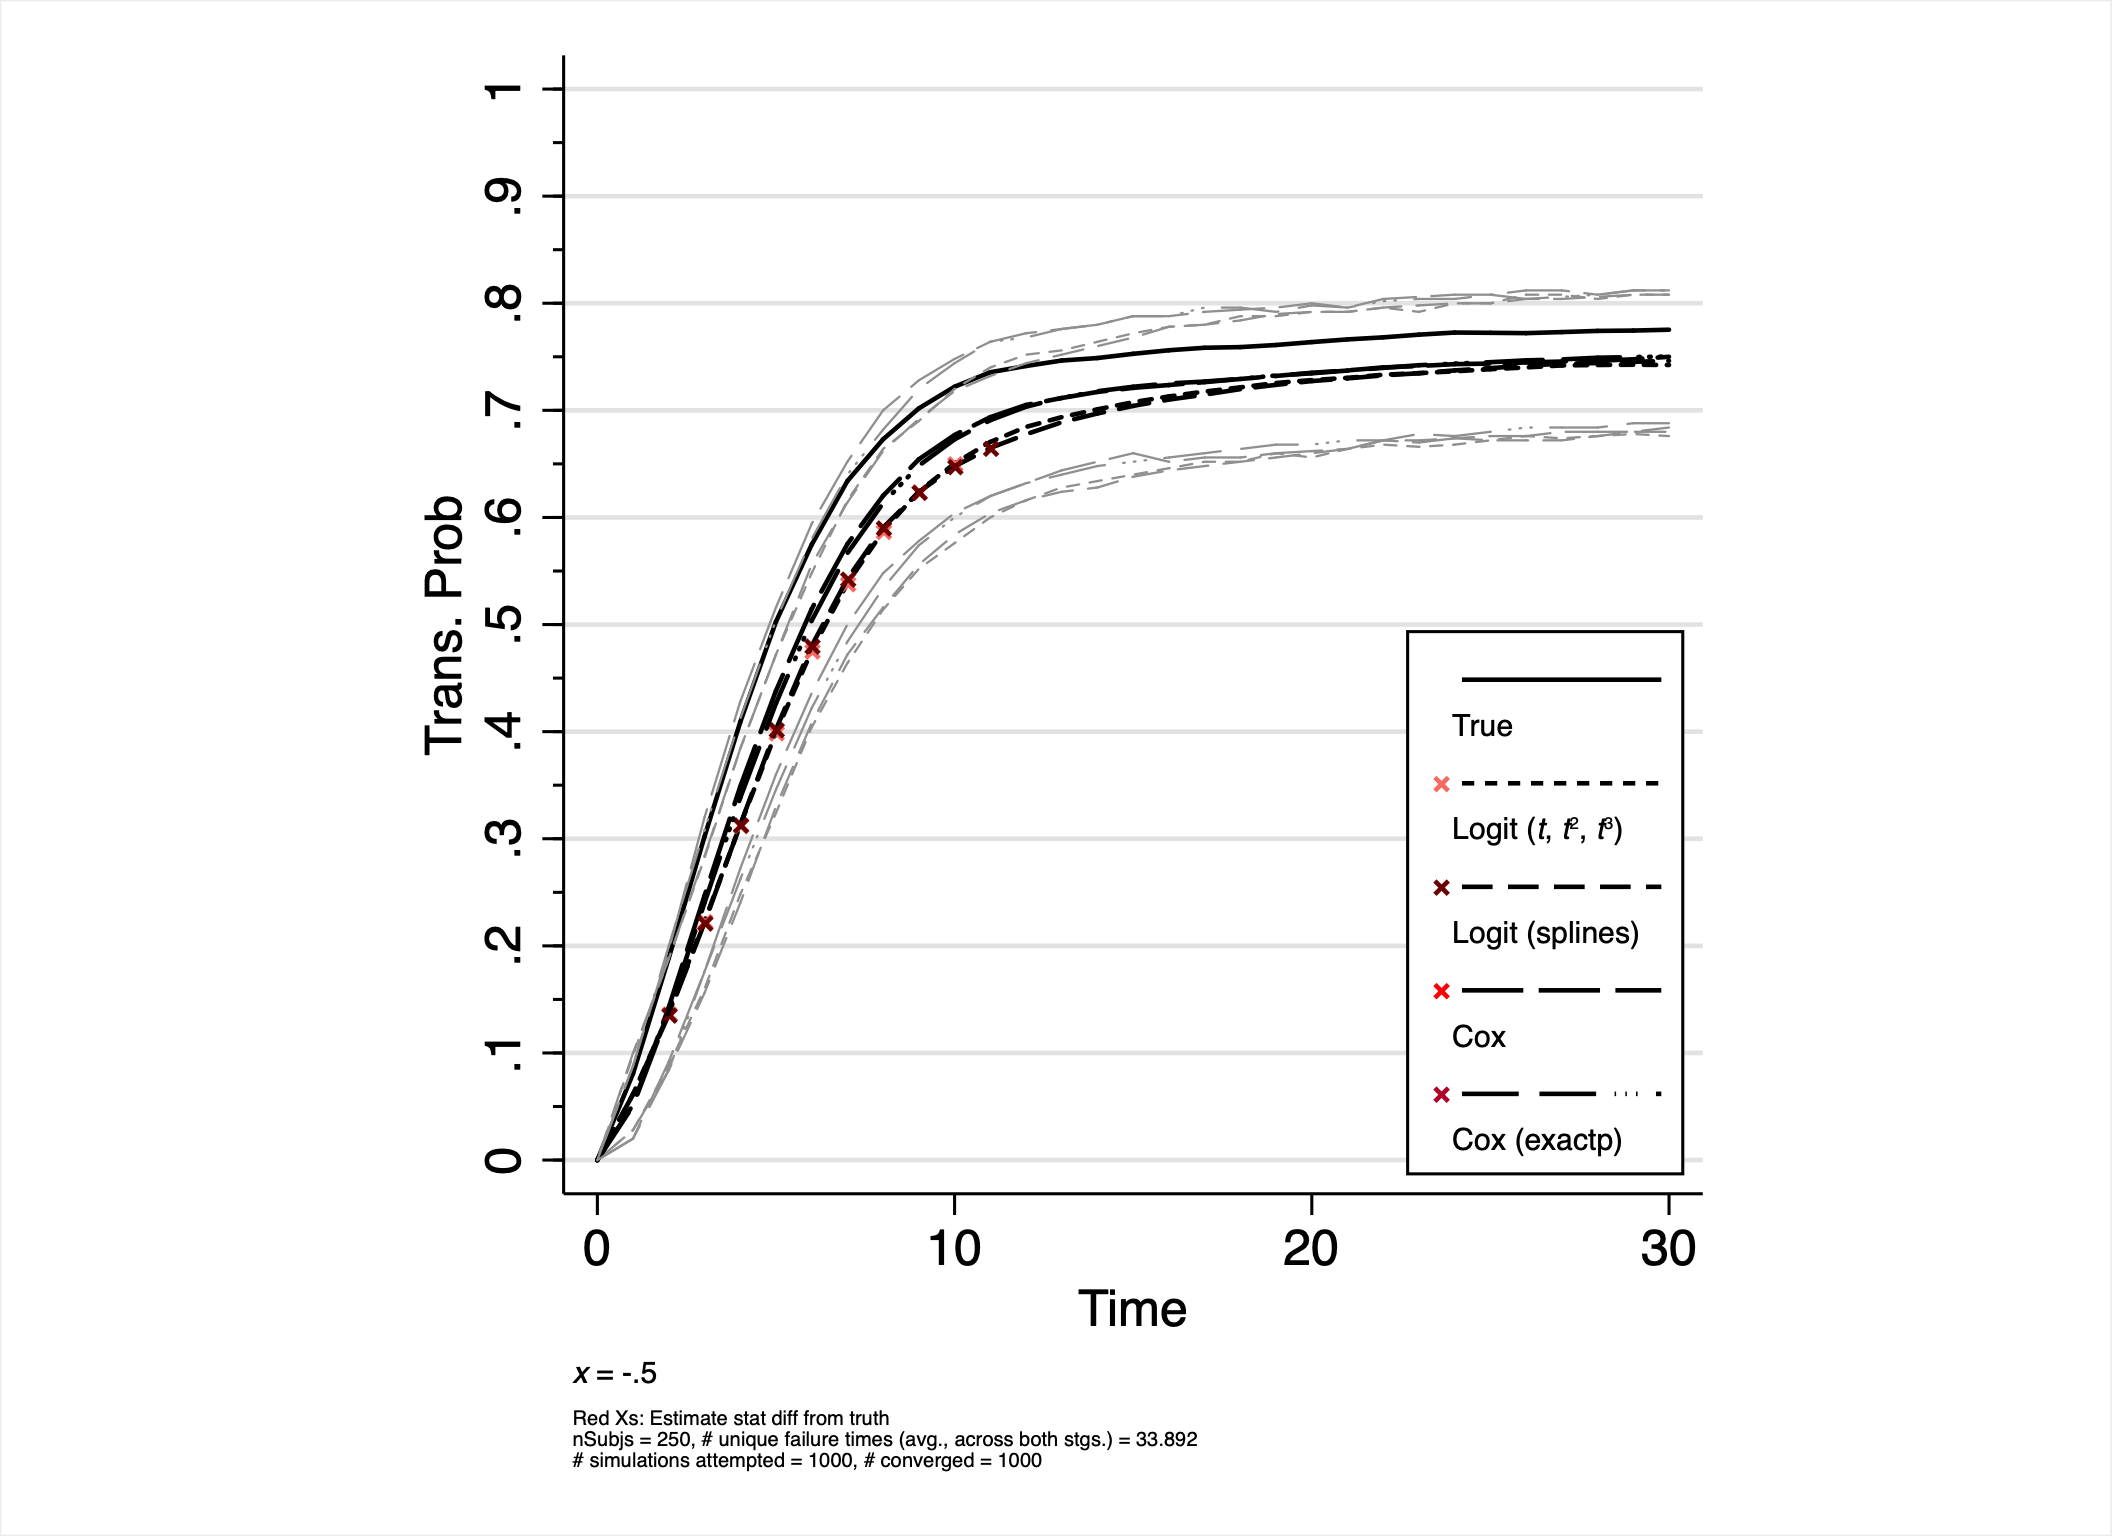 1
.9
.8
.7
.6
.5
.4
.3
.2
.1
0
Trans. Prob
0 10 20 30
Time
True
Logit (t, t², t³)
Logit (splines)
Cox
Cox (exactp)
x = -.5
Red Xs: Estimate stat diff from truth
nSubjs = 250, # unique failure times (avg., across both stgs.) = 33.892
# simulations attempted = 1000, # converged = 1000